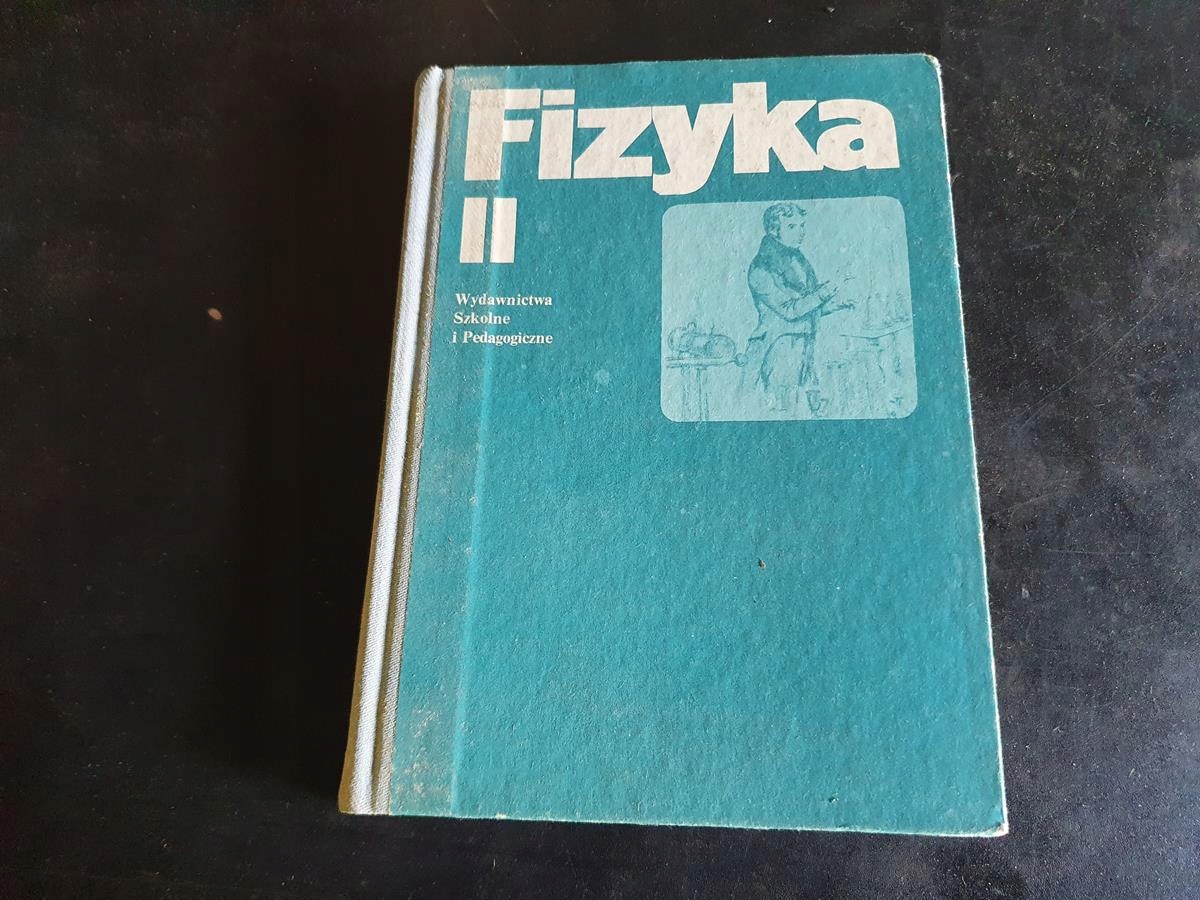 Fizyka
II
Wydawnictwa
Szkolne
i Pedagogiczne